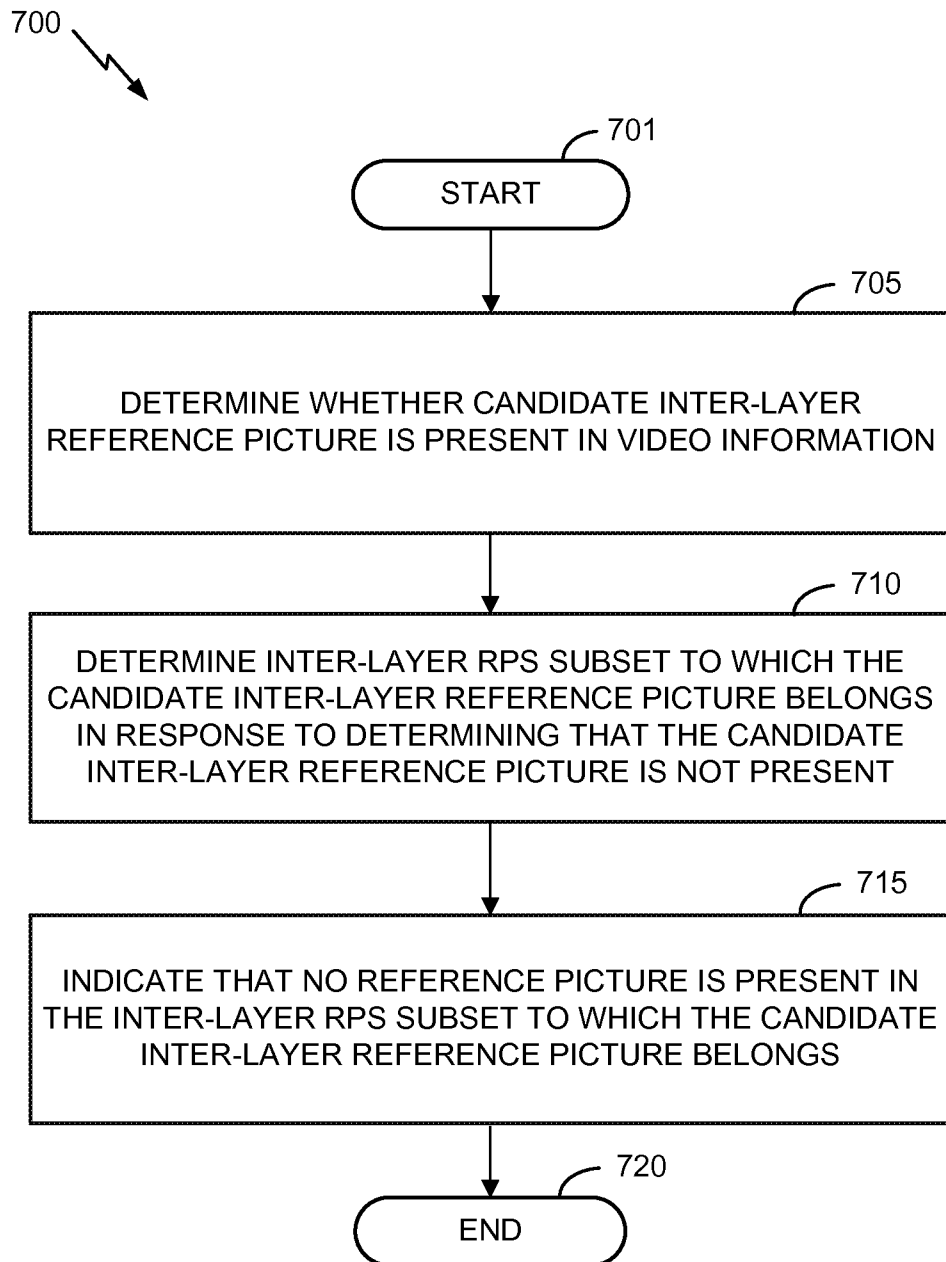 700
701
START
705
DETERMINE WHETHER CANDIDATE INTER-LAYER
REFERENCE PICTURE IS PRESENT IN VIDEO INFORMATION
710
DETERMINE INTER-LAYER RPS SUBSET TO WHICH THE
CANDIDATE INTER-LAYER REFERENCE PICTURE BELONGS
IN RESPONSE TO DETERMINING THAT THE CANDIDATE
INTER-LAYER REFERENCE PICTURE IS NOT PRESENT
715
INDICATE THAT NO REFERENCE PICTURE IS PRESENT IN
THE INTER-LAYER RPS SUBSET TO WHICH THE CANDIDATE
INTER-LAYER REFERENCE PICTURE BELONGS
720
END